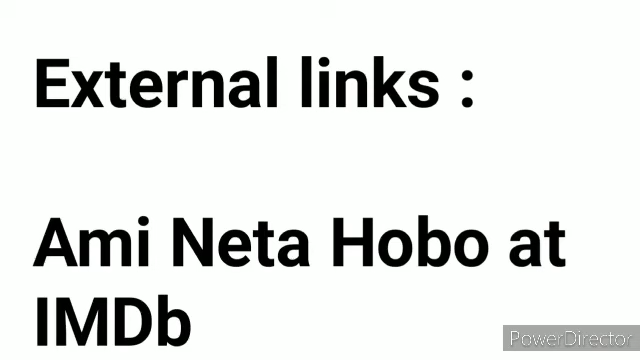 External links :
Ami Neta Hobo at
IMDb
PowerDirector